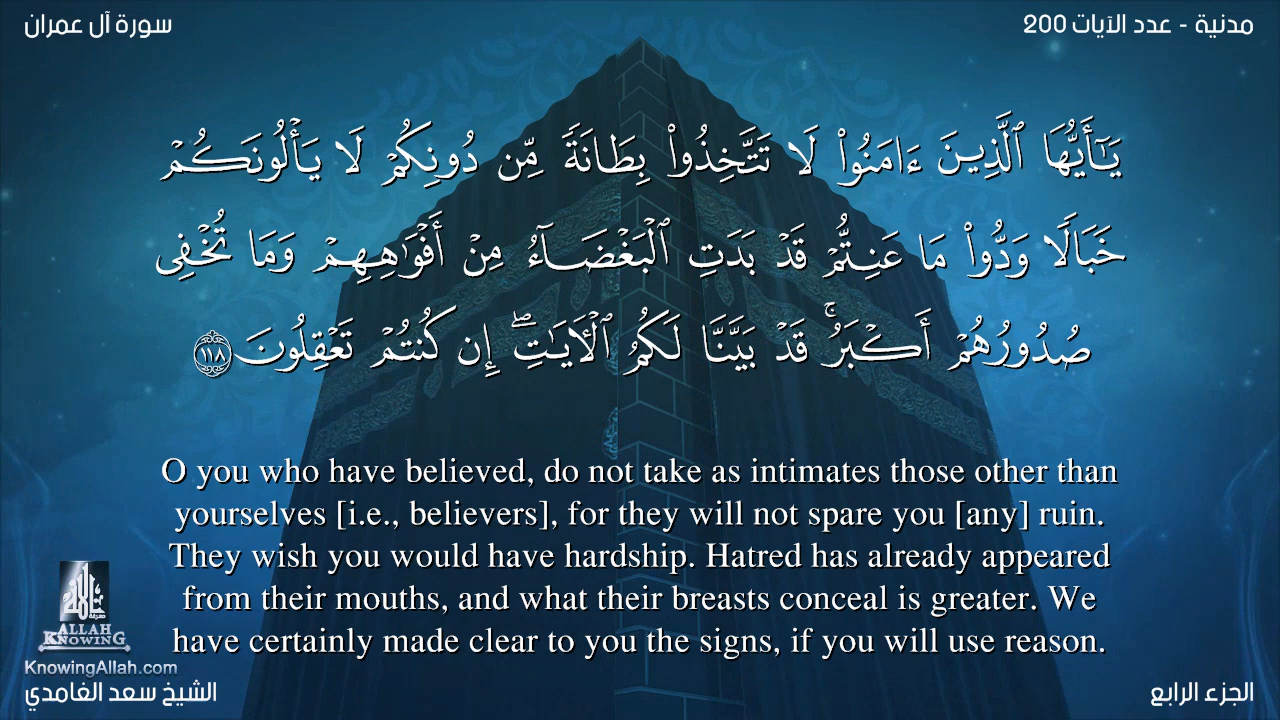 مدنية - عدد الآيات 200
سورة آل عمران
يَـٰٓأَيُّهَا ٱلَّذِينَ ءَامَنُوا۟ لَا تَتَّخِذُوا۟ بِطَانَةً مِّن دُونِكُمْ لَا يَأْلُونَكُمْ
خَبَالًا وَدُّوا۟ مَا عَنِتُّمْ قَدْ بَدَتِ ٱلْبَغْضَآءُ مِنْ أَفْوَٰهِهِمْ وَمَا تُخْفِى
صُدُورُهُمْ أَكْبَرُ ۚ قَدْ بَيَّنَّا لَكُمُ ٱلْـَٔايَـٰتِ ۖ إِن كُنتُمْ تَعْقِلُونَ ١١٨
O you who have believed, do not take as intimates those other than
yourselves [i.e., believers], for they will not spare you [any] ruin.
They wish you would have hardship. Hatred has already appeared
from their mouths, and what their breasts conceal is greater. We
have certainly made clear to you the signs, if you will use reason.
ALLAH
KNOWING
KnowingAllah.com
الشيخ سعد الغامدي
الجزء الرابع